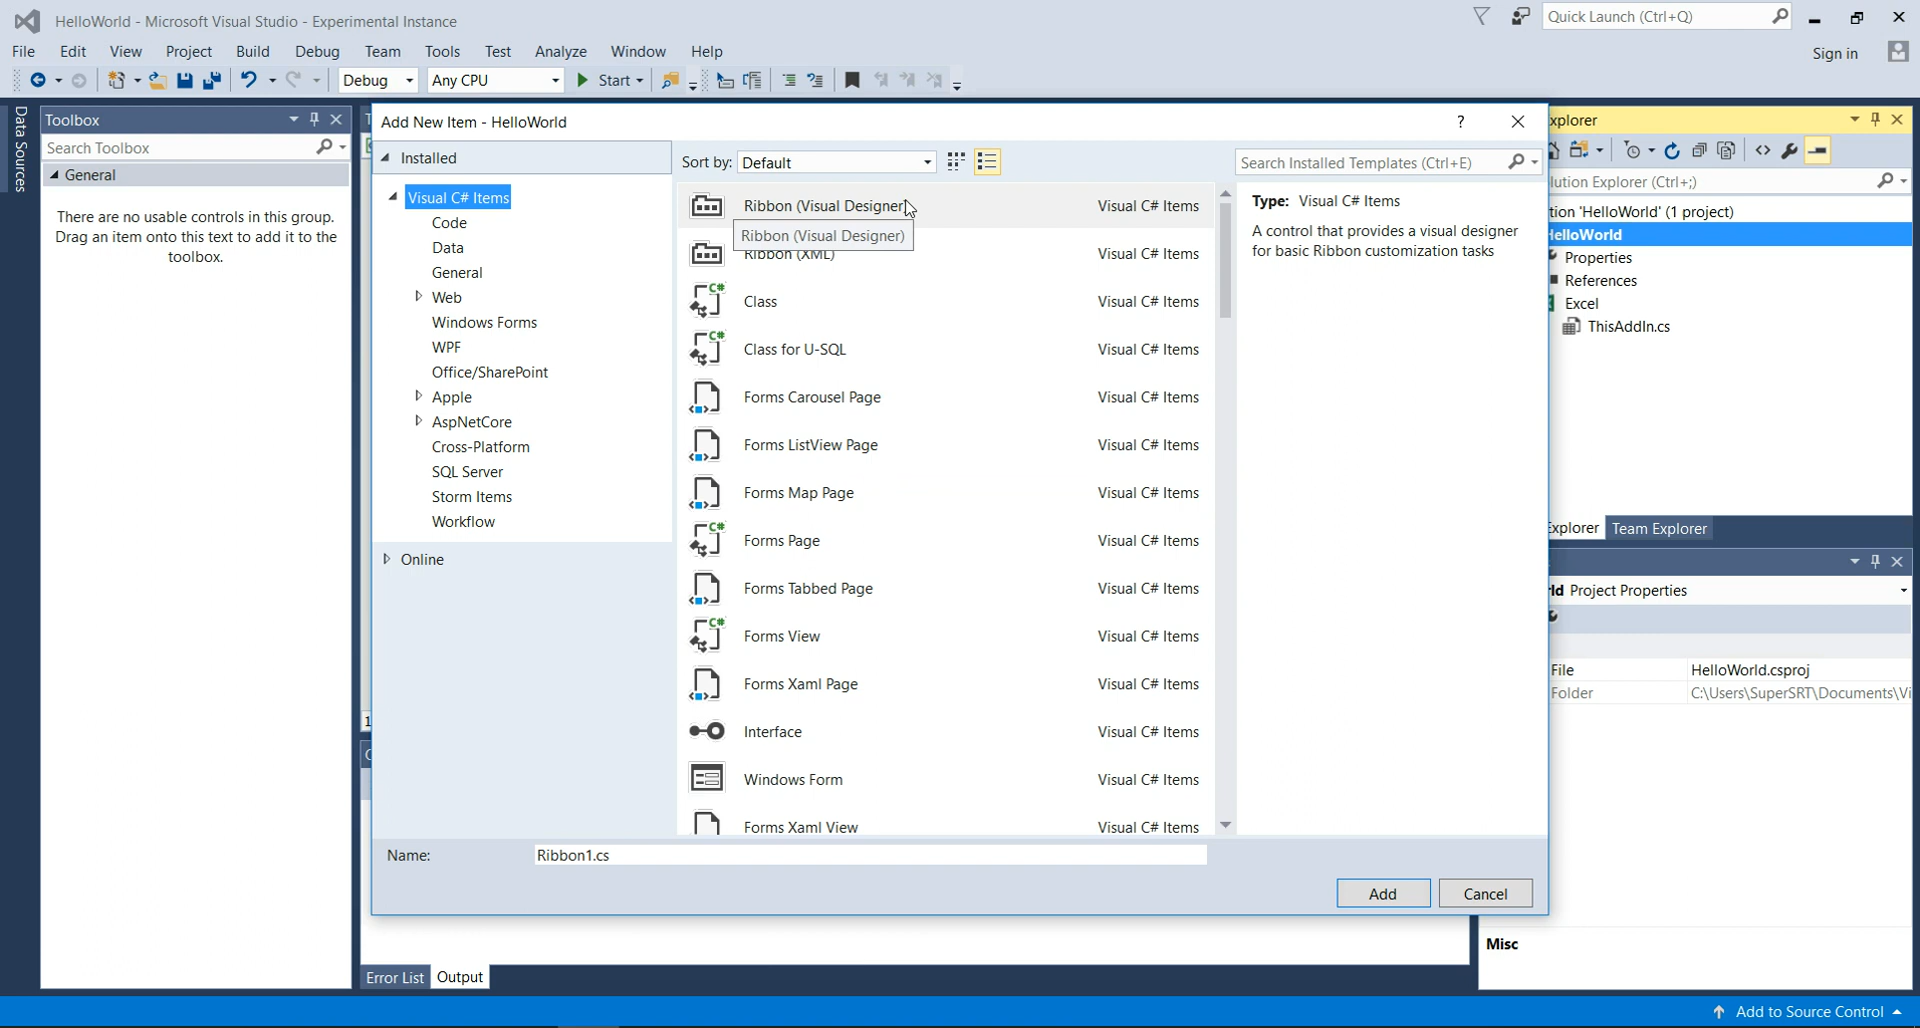 HelloWorld - Microsoft Visual Studio - Experimental Instance
Quick Launch (Ctrl+Q)
File Edit View Project Build Debug Team Tools Test Analyze Window Help
Sign in
Debug Any CPU Start
Data Sources
Toolbox
Search Toolbox
General
There are no usable controls in this group.
Drag an item onto this text to add it to the
toolbox.
Add New Item - HelloWorld
?
Installed
Visual C# Items
Code
Data
General
Web
Windows Forms
WPF
Office/SharePoint
Apple
AspNetCore
Cross-Platform
SQL Server
Storm Items
Workflow
Online
Sort by: Default
Search Installed Templates (Ctrl+E)
Ribbon (Visual Designer) Visual C# Items
Ribbon (Visual Designer)
Ribbon (XML) Visual C# Items
Class Visual C# Items
Class for U-SQL Visual C# Items
Forms Carousel Page Visual C# Items
Forms ListView Page Visual C# Items
Forms Map Page Visual C# Items
Forms Page Visual C# Items
Forms Tabbed Page Visual C# Items
Forms View Visual C# Items
Forms Xaml Page Visual C# Items
Interface Visual C# Items
Windows Form Visual C# Items
Forms Xaml View Visual C# Items
Type: Visual C# Items
A control that provides a visual designer
for basic Ribbon customization tasks
Name: Ribbon1.cs
Add Cancel
xplorer
lution Explorer (Ctrl+;)
tion 'HelloWorld' (1 project)
HelloWorld
Properties
References
Excel
ThisAddIn.cs
Explorer Team Explorer
ld Project Properties
File HelloWorld.csproj
Folder C:\Users\SuperSRT\Documents\Vi
Misc
Error List Output
Add to Source Control